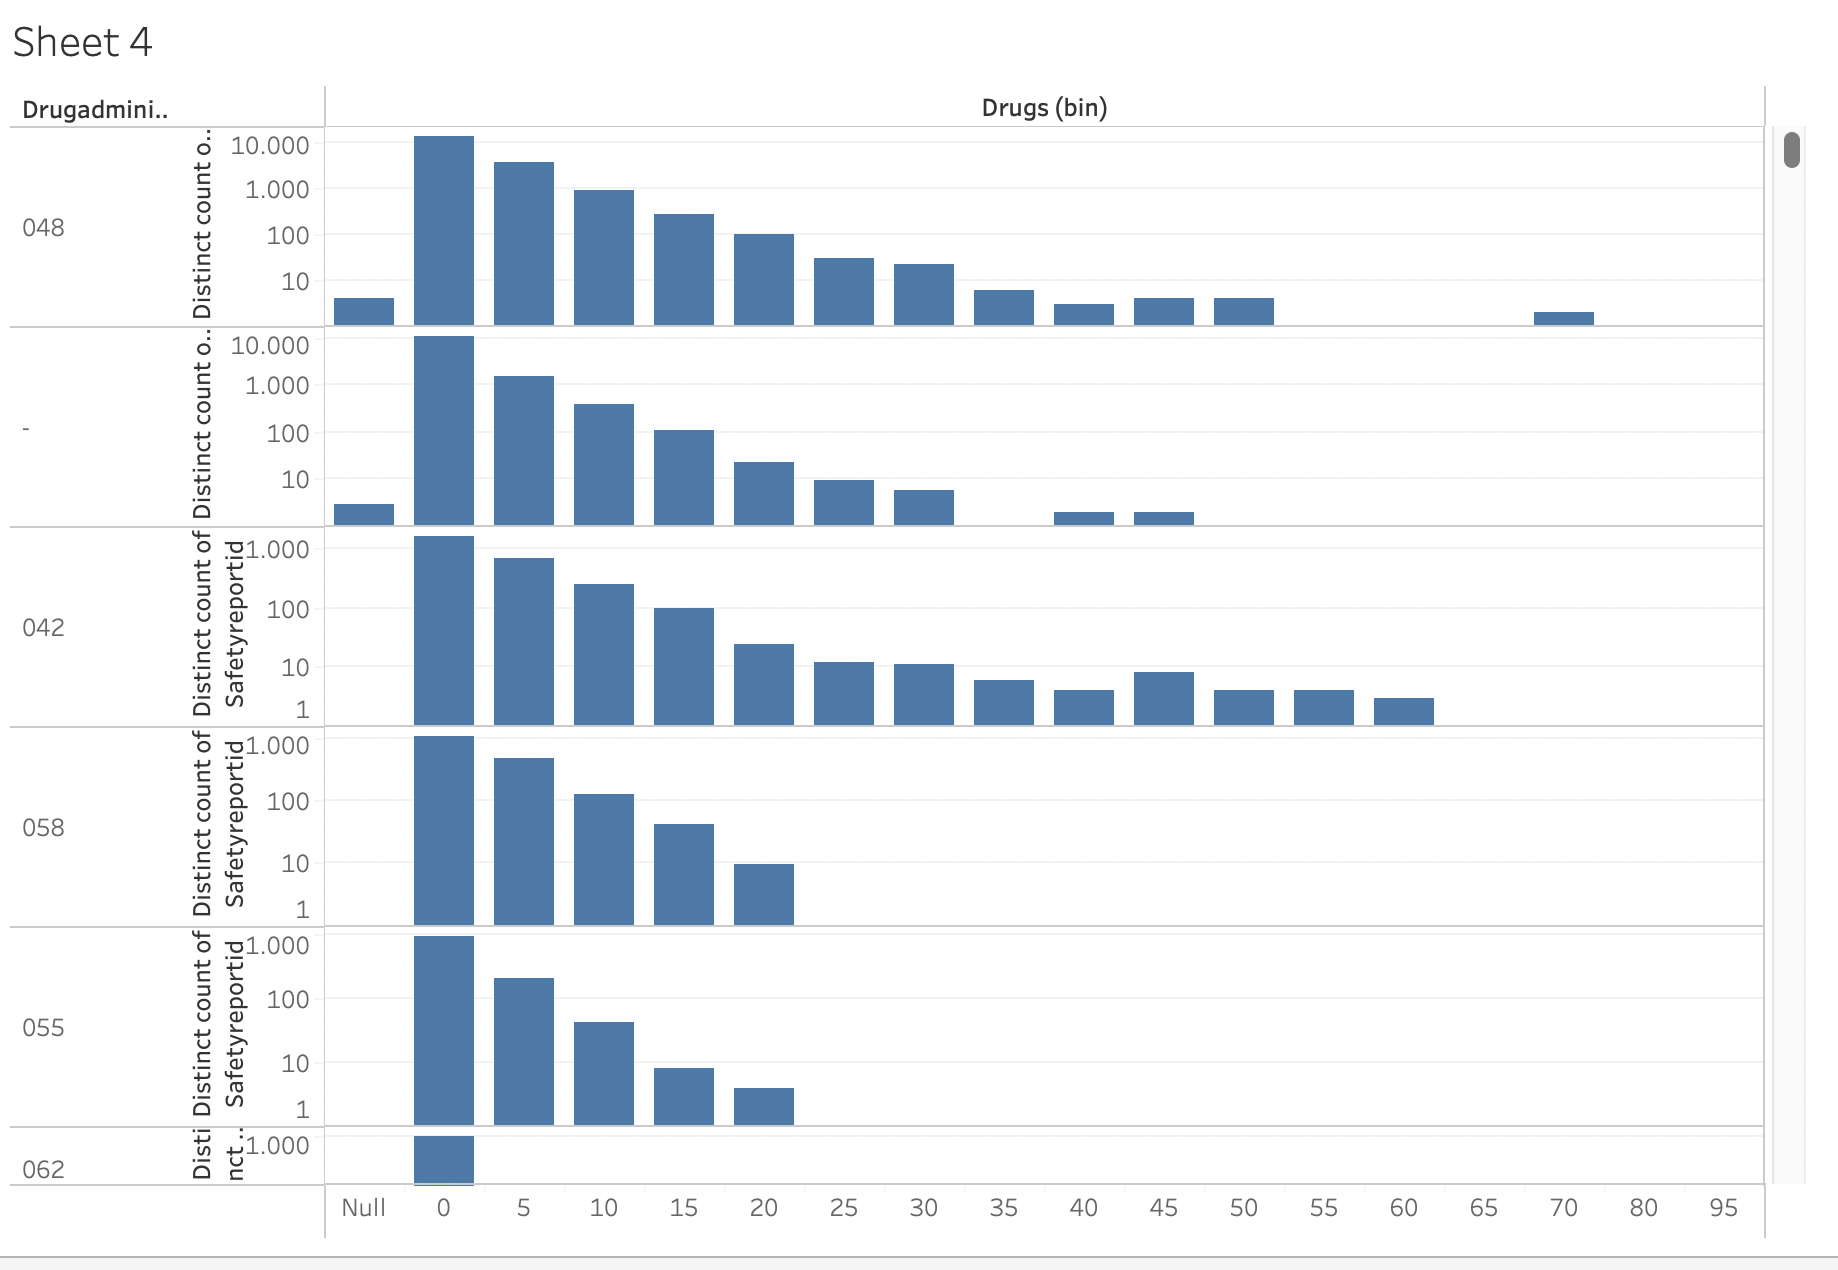 Sheet 4
Drugadmini..
Drugs (bin)
048
Distinct count o..
10.000
1.000
100
10
-
Distinct count o..
10.000
1.000
100
10
042
Distinct count of
Safetyreportid
1.000
100
10
1
058
Distinct count of
Safetyreportid
1.000
100
10
1
055
Distinct count of
Safetyreportid
1.000
100
10
1
062
Disti
nct ..
1.000
Null 0 5 10 15 20 25 30 35 40 45 50 55 60 65 70 80 95